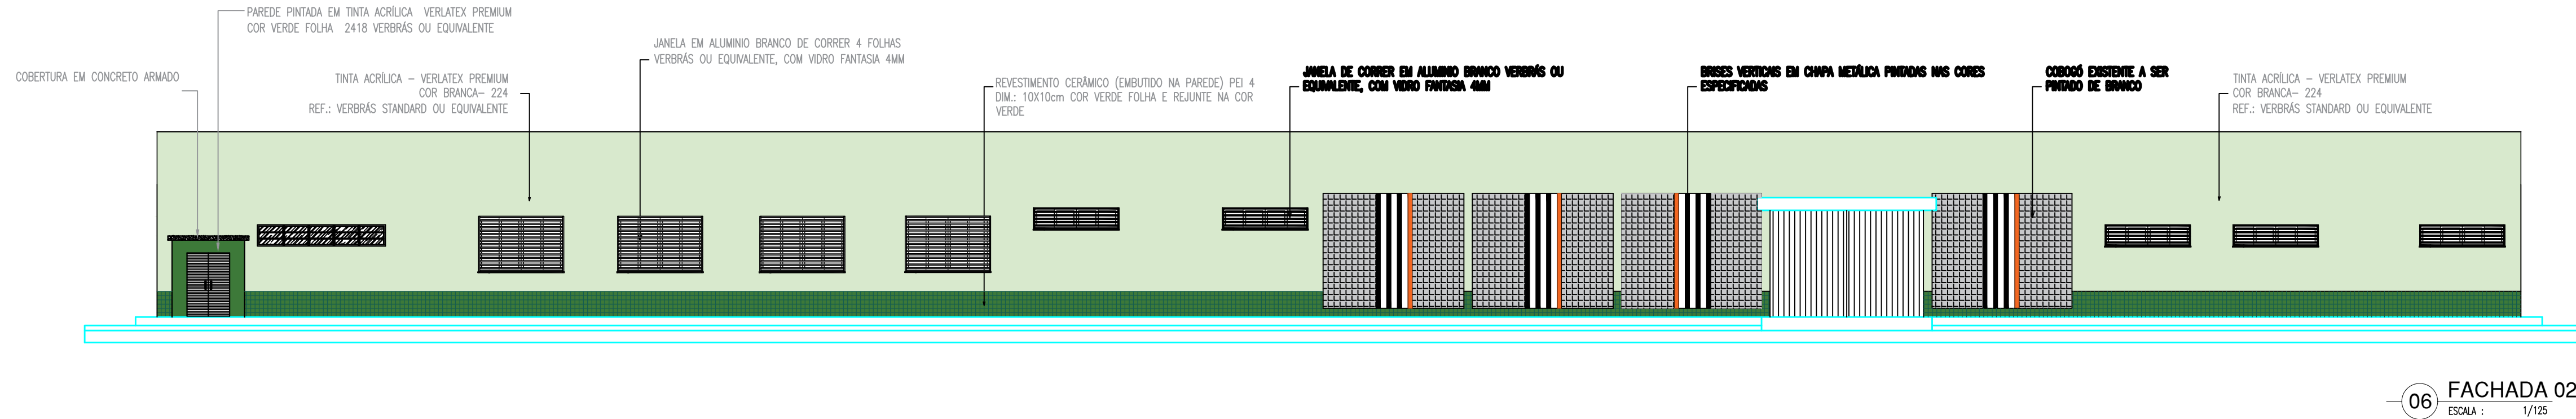 PAREDE PINTADA EM TINTA ACRÍLICA VERLATEX PREMIUM
COR VERDE FOLHA 2418 VERBRÁS OU EQUIVALENTE
COBERTURA EM CONCRETO ARMADO
TINTA ACRÍLICA – VERLATEX PREMIUM
COR BRANCA– 224
REF.: VERBRÁS STANDARD OU EQUIVALENTE
JANELA EM ALUMINIO BRANCO DE CORRER 4 FOLHAS
VERBRÁS OU EQUIVALENTE, COM VIDRO FANTASIA 4MM
REVESTIMENTO CERÂMICO (EMBUTIDO NA PAREDE) PEI 4
DIM.: 10X10cm COR VERDE FOLHA E REJUNTE NA COR
VERDE
JANELA DE CORRER EM ALUMINIO BRANCO VERBRÁS OU
EQUIVALENTE, COM VIDRO FANTASIA 4MM
BRISES VERTICAIS EM CHAPA METÁLICA PINTADAS NAS CORES
ESPECIFICADAS
COBOGÓ EXISTENTE A SER
PINTADO DE BRANCO
TINTA ACRÍLICA – VERLATEX PREMIUM
COR BRANCA– 224
REF.: VERBRÁS STANDARD OU EQUIVALENTE
06 FACHADA 02
ESCALA : 1/125